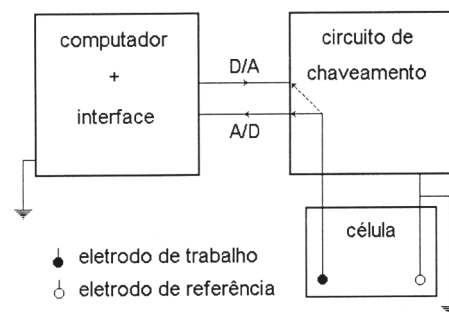 computador
+
interface
D/A
A/D
circuito de
chaveamento
célula
eletrodo de trabalho
eletrodo de referência